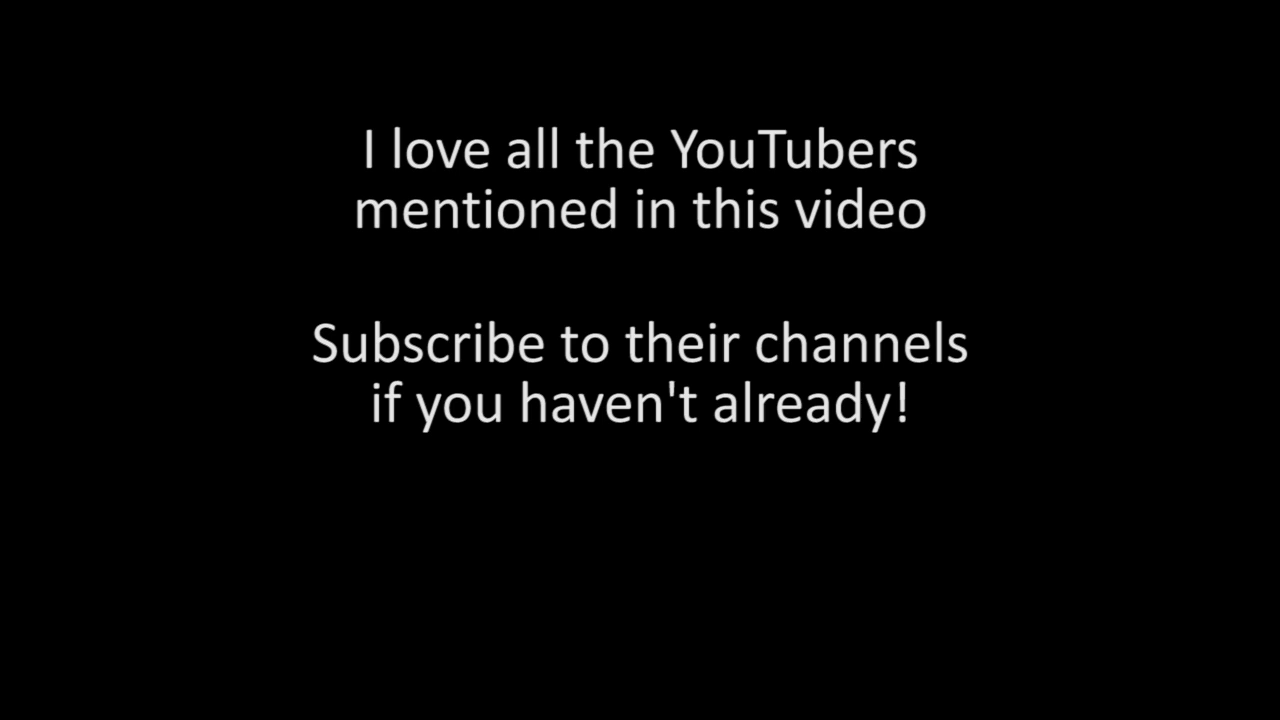 I love all the YouTubers
mentioned in this video
Subscribe to their channels
if you haven't already!